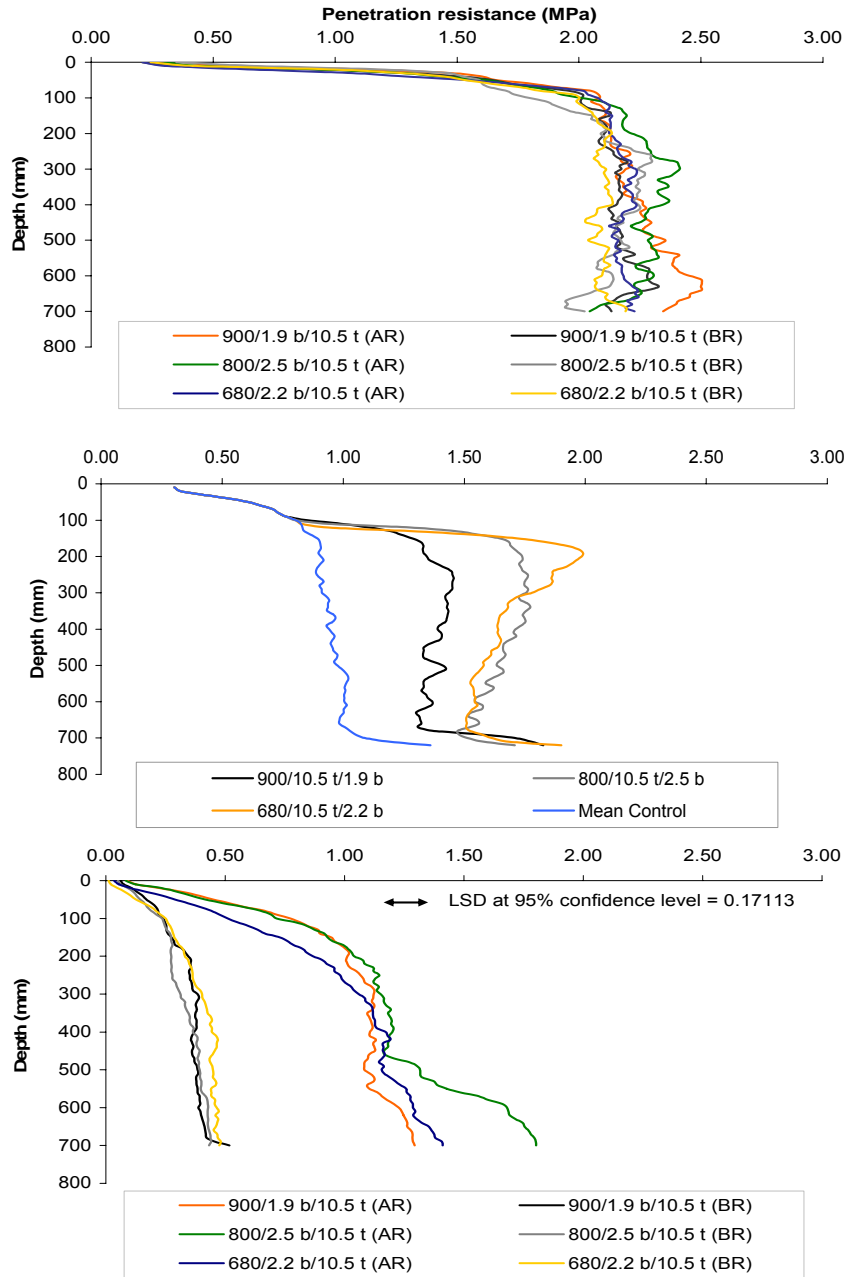 Penetration resistance (MPa)
0.00 0.50 1.00 1.50 2.00 2.50 3.00
0
100
200
300
400
500
600
700
800
Depth (mm)
900/1.9 b/10.5 t (AR) 900/1.9 b/10.5 t (BR)
800/2.5 b/10.5 t (AR) 800/2.5 b/10.5 t (BR)
680/2.2 b/10.5 t (AR) 680/2.2 b/10.5 t (BR)
0.00 0.50 1.00 1.50 2.00 2.50 3.00
0
100
200
300
400
500
600
700
800
Depth (mm)
900/10.5 t/1.9 b 800/10.5 t/2.5 b
680/10.5 t/2.2 b Mean Control
0.00 0.50 1.00 1.50 2.00 2.50 3.00
0
100
200
300
400
500
600
700
800
Depth (mm)
LSD at 95% confidence level = 0.17113
900/1.9 b/10.5 t (AR) 900/1.9 b/10.5 t (BR)
800/2.5 b/10.5 t (AR) 800/2.5 b/10.5 t (BR)
680/2.2 b/10.5 t (AR) 680/2.2 b/10.5 t (BR)